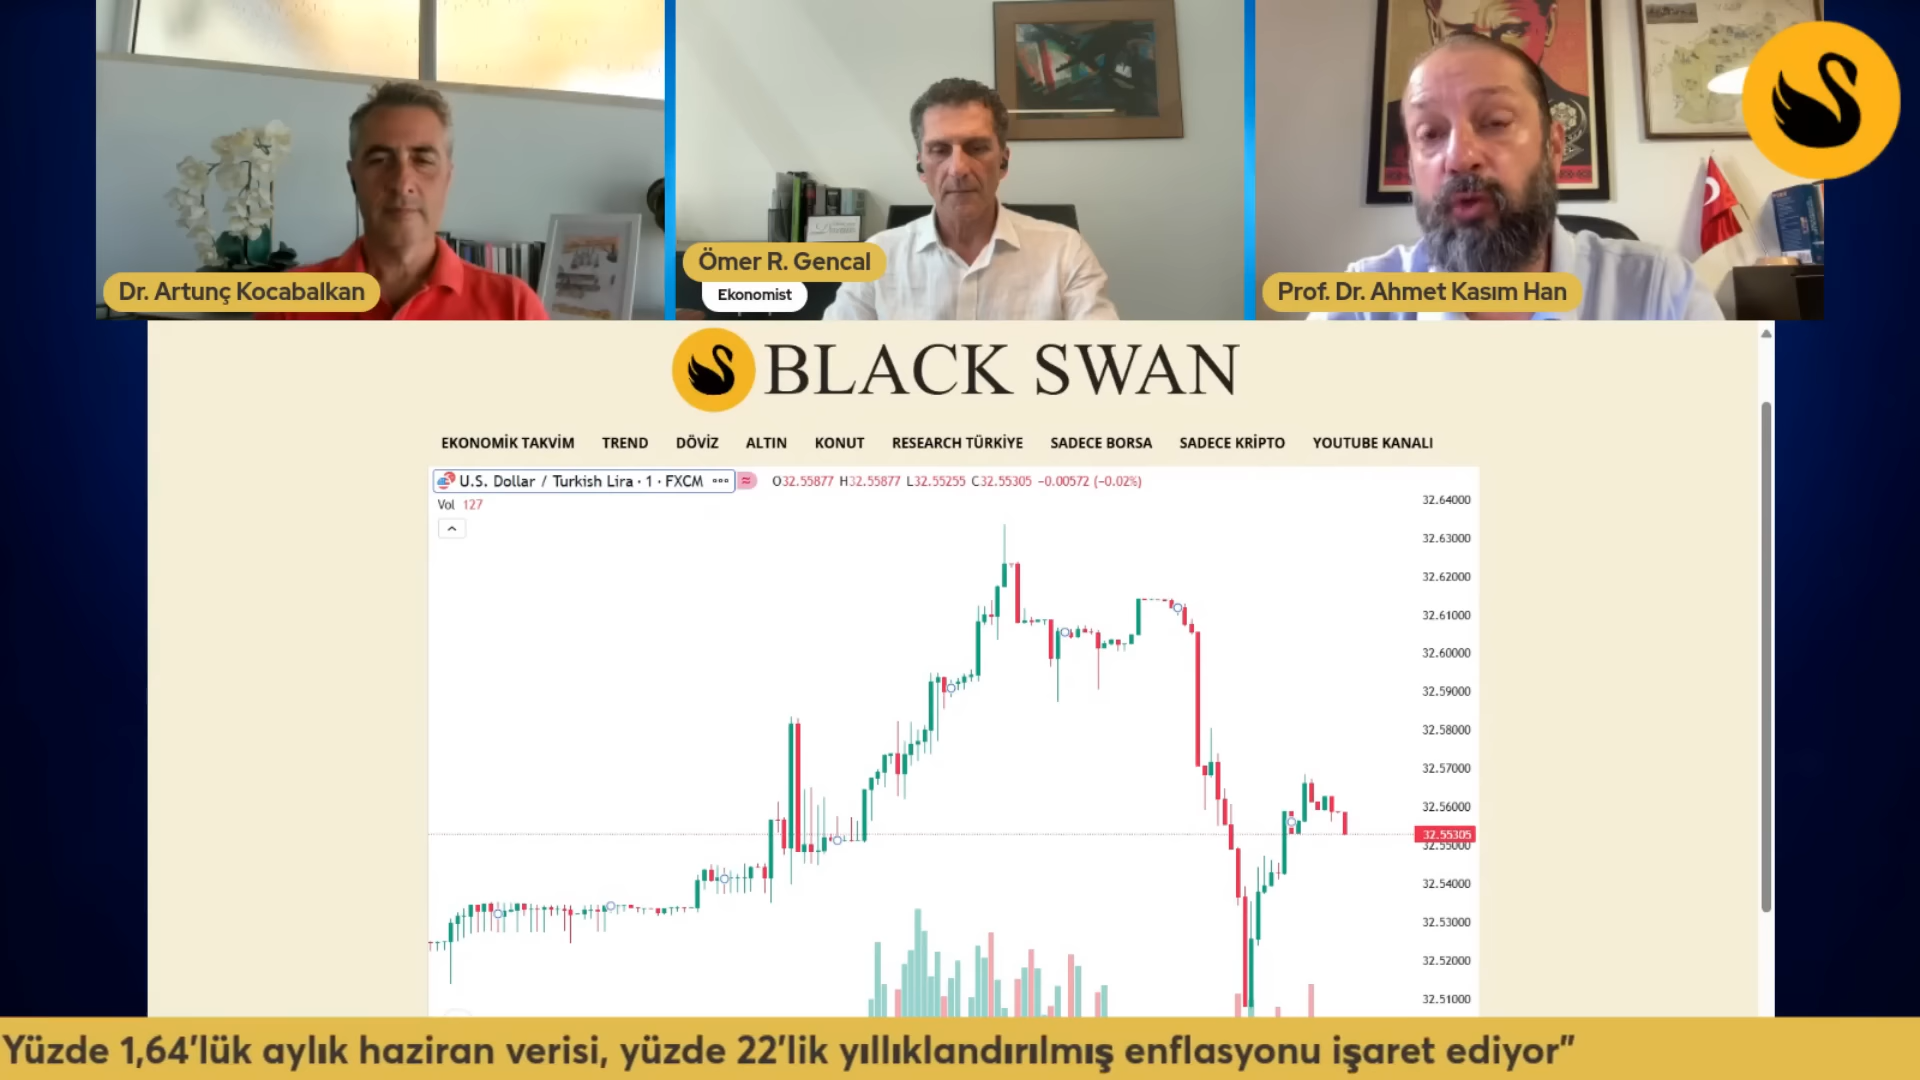 Dr. Artunç Kocabalkan
Ömer R. Gencal
Ekonomist
Prof. Dr. Ahmet Kasım Han
BLACK SWAN
EKONOMİK TAKVİM TREND DÖVİZ ALTIN KONUT RESEARCH TÜRKİYE SADECE BORSA SADECE KRİPTO YOUTUBE KANALI
U.S. Dollar / Turkish Lira · 1 · FXCM ••• ≈ O32.55877 H32.55877 L32.55255 C32.55305 −0.00572 (−0.02%)
Vol 127
32.64000
32.63000
32.62000
32.61000
32.60000
32.59000
32.58000
32.57000
32.56000
32.55305
32.55000
32.54000
32.53000
32.52000
32.51000
Yüzde 1,64’lük aylık haziran verisi, yüzde 22’lik yıllıklandırılmış enflasyonu işaret ediyor”